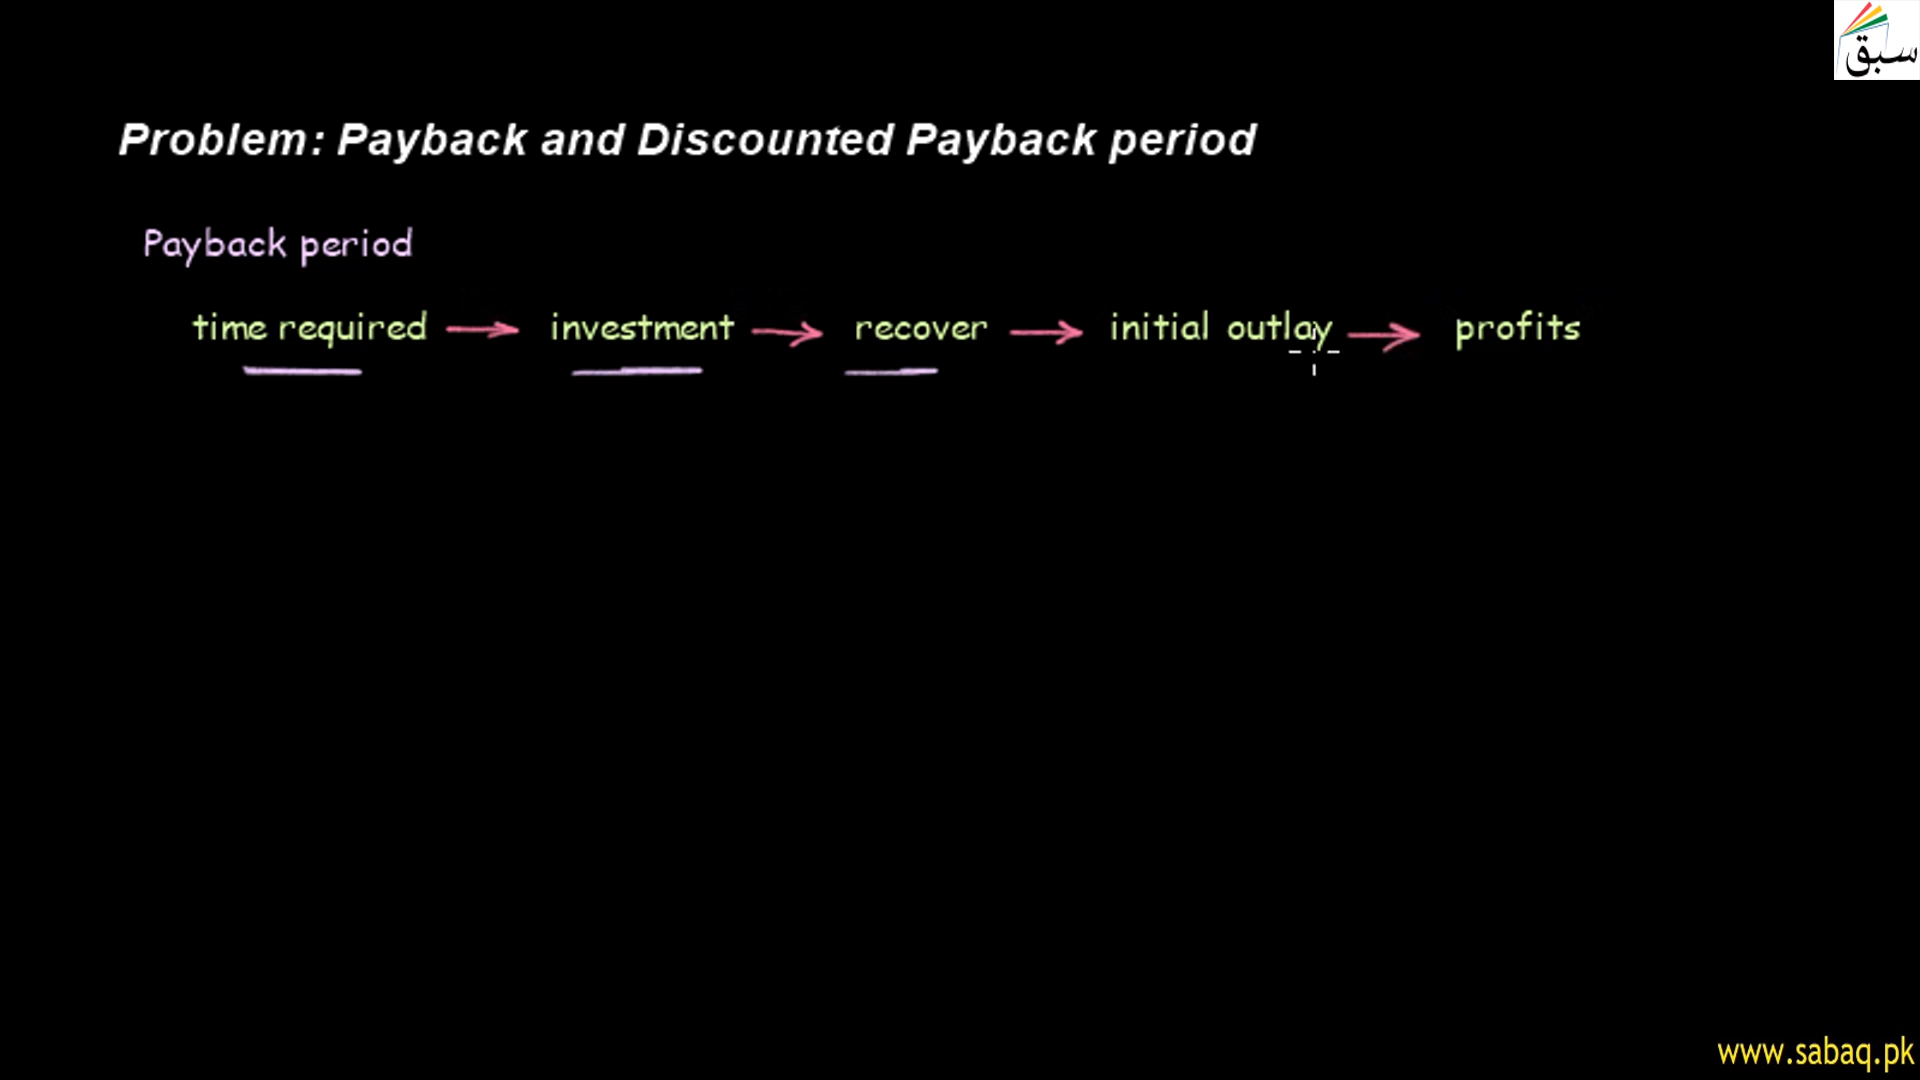 سبق
Problem: Payback and Discounted Payback period
Payback period
time required → investment → recover → initial outlay → profits
www.sabaq.pk